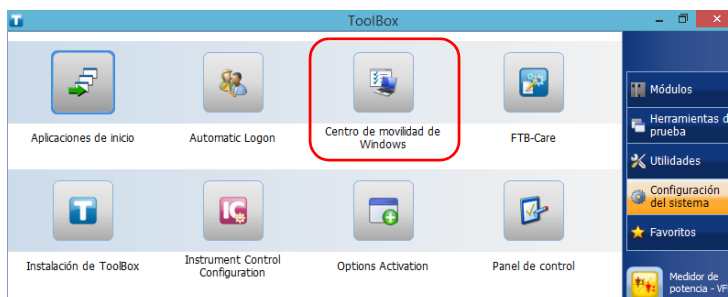 ToolBox
Aplicaciones de inicio
Automatic Logon
Centro de movilidad de
Windows
FTB-Care
Instalación de ToolBox
Instrument Control
Configuration
Options Activation
Panel de control
Módulos
Herramientas d
prueba
Utilidades
Configuración
del sistema
Favoritos
Medidor de
potencia - VF